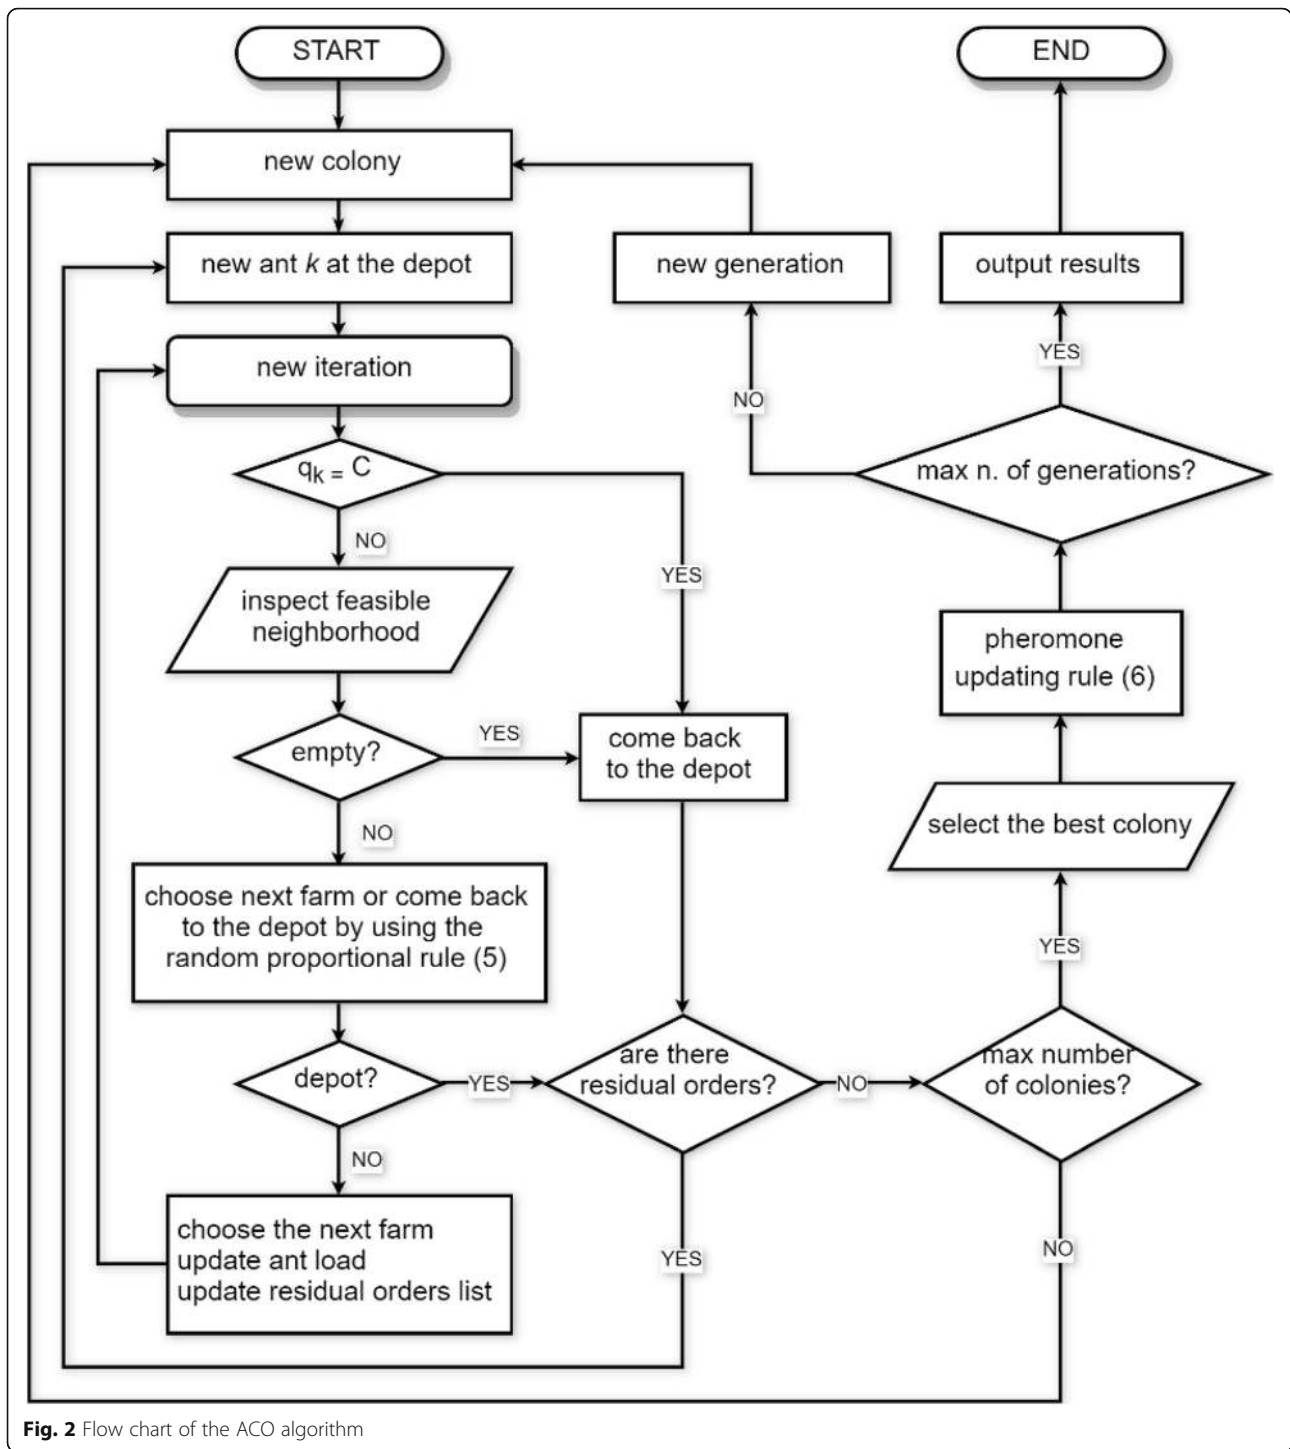 START
END
new colony
new ant k at the depot
new generation
output results
new iteration
YES
NO
qk = C
max n. of generations?
NO
YES
inspect feasible
neighborhood
pheromone
updating rule (6)
empty?
YES
come back
to the depot
select the best colony
NO
choose next farm or come back
to the depot by using the
random proportional rule (5)
YES
depot?
YES
are there
residual orders?
NO
max number
of colonies?
NO
choose the next farm
update ant load
update residual orders list
YES
NO
Fig. 2 Flow chart of the ACO algorithm